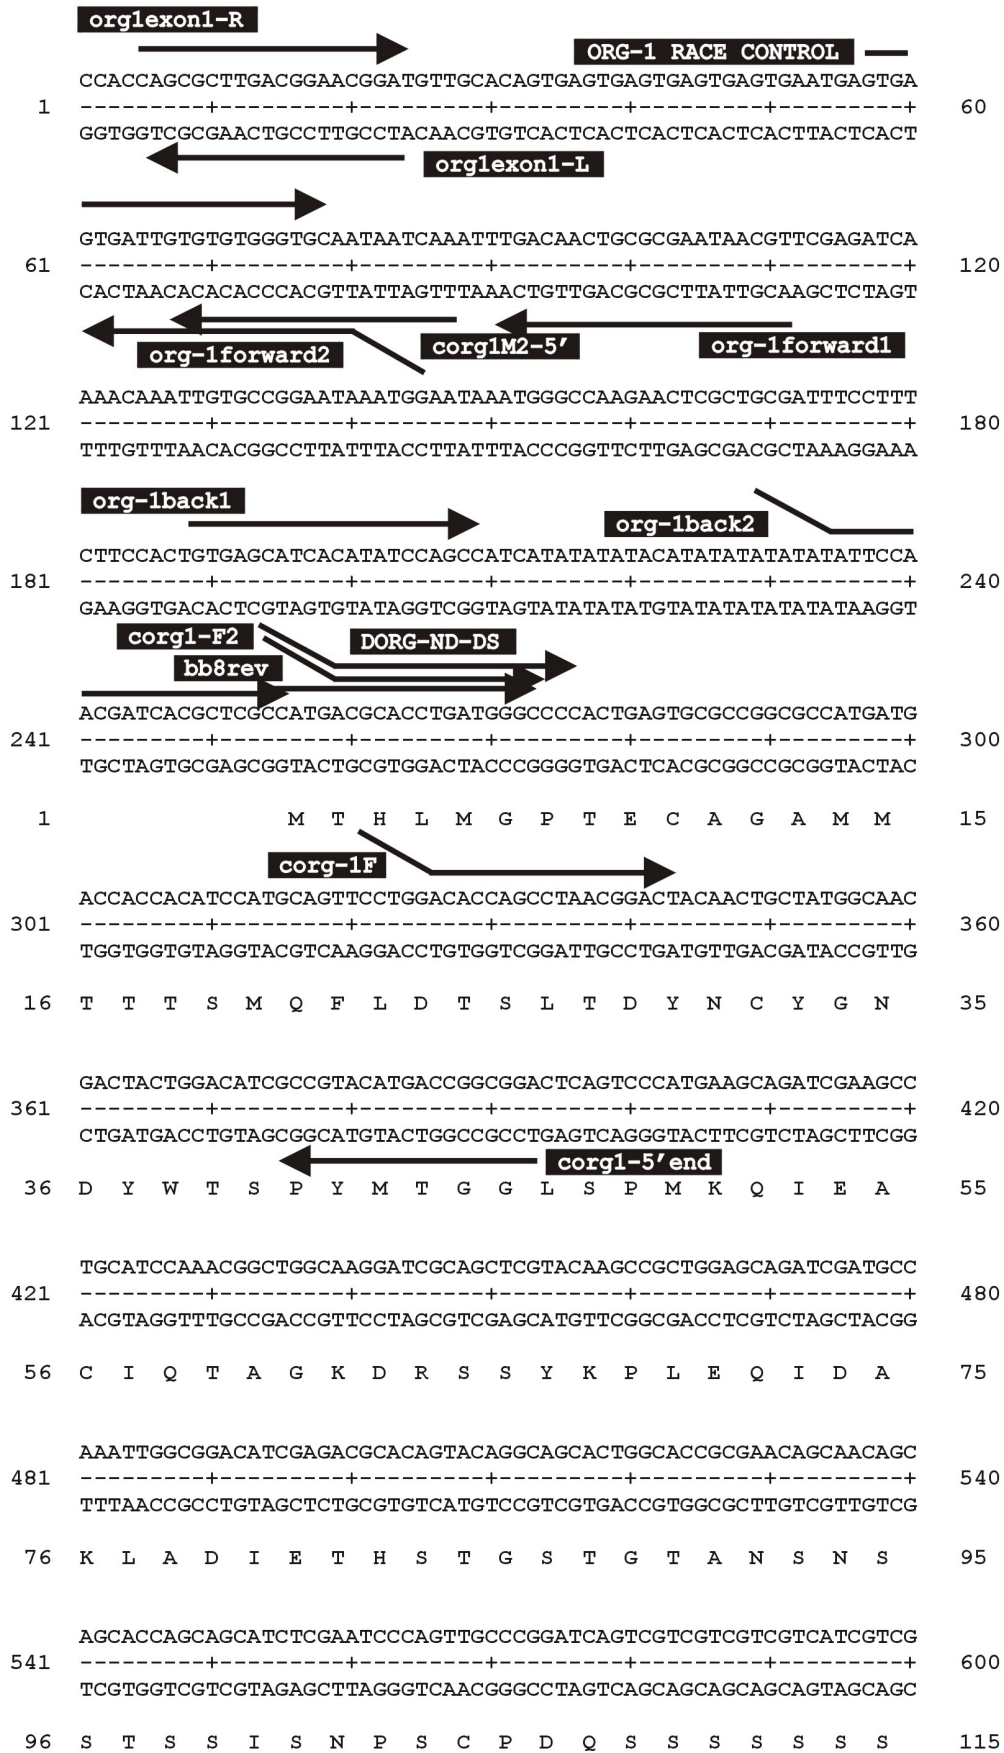 org1exon1-R
ORG-1 RACE CONTROL
CCACCAGCGCTTGACGGAACGGATGTTGCACAGTGAGTGAGTGAGTGAGTGAATGAGTGA
1 ---------+---------+---------+---------+---------+---------+ 60
GGTGGTCGCGAACTGCCTTGCCTACAACGTGTCACTCACTCACTCACTCACTTACTCACT
org1exon1-L
GTGATTGTGTGTGGGTGCAATAATCAAATTTGACAACTGCGCGAATAACGTTCGAGATCA
61 ---------+---------+---------+---------+---------+---------+ 120
CACTAACACACACCCACGTTATTAGTTTAAACTGTTGACGCGCTTATTGCAAGCTCTAGT
org-1forward2
corg1M2-5′
org-1forward1
AAACAAATTGTGCCGGAATAAATGGAATAAATGGGCCAAGAACTCGCTGCGATTTCCTTT
121 ---------+---------+---------+---------+---------+---------+ 180
TTTGTTTAACACGGCCTTATTTACCTTATTTACCCGGTTCTTGAGCGACGCTAAAGGAAA
org-1back1
org-1back2
CTTCCACTGTGAGCATCACATATCCAGCCATCATATATATACATATATATATATATTCCA
181 ---------+---------+---------+---------+---------+---------+ 240
GAAGGTGACACTCGTAGTGTATAGGTCGGTAGTATATATATGTATATATATATATAAGGT
corg1-F2
DORG-ND-DS
bb8rev
ACGATCACGCTCGCCATGACGCACCTGATGGGCCCCACTGAGTGCGCCGGCGCCATGATG
241 ---------+---------+---------+---------+---------+---------+ 300
TGCTAGTGCGAGCGGTACTGCGTGGACTACCCGGGGTGACTCACGCGGCCGCGGTACTAC
1 M T H L M G P T E C A G A M M 15
corg-1F
ACCACCACATCCATGCAGTTCCTGGACACCAGCCTAACGGACTACAACTGCTATGGCAAC
301 ---------+---------+---------+---------+---------+---------+ 360
TGGTGGTGTAGGTACGTCAAGGACCTGTGGTCGGATTGCCTGATGTTGACGATACCGTTG
16 T T T S M Q F L D T S L T D Y N C Y G N 35
GACTACTGGACATCGCCGTACATGACCGGCGGACTCAGTCCCATGAAGCAGATCGAAGCC
361 ---------+---------+---------+---------+---------+---------+ 420
CTGATGACCTGTAGCGGCATGTACTGGCCGCCTGAGTCAGGGTACTTCGTCTAGCTTCGG
corg1-5′end
36 D Y W T S P Y M T G G L S P M K Q I E A 55
TGCATCCAAACGGCTGGCAAGGATCGCAGCTCGTACAAGCCGCTGGAGCAGATCGATGCC
421 ---------+---------+---------+---------+---------+---------+ 480
ACGTAGGTTTGCCGACCGTTCCTAGCGTCGAGCATGTTCGGCGACCTCGTCTAGCTACGG
56 C I Q T A G K D R S S Y K P L E Q I D A 75
AAATTGGCGGACATCGAGACGCACAGTACAGGCAGCACTGGCACCGCGAACAGCAACAGC
481 ---------+---------+---------+---------+---------+---------+ 540
TTTAACCGCCTGTAGCTCTGCGTGTCATGTCCGTCGTGACCGTGGCGCTTGTCGTTGTCG
76 K L A D I E T H S T G S T G T A N S N S 95
AGCACCAGCAGCATCTCGAATCCCAGTTGCCCGGATCAGTCGTCGTCGTCGTCATCGTCG
541 ---------+---------+---------+---------+---------+---------+ 600
TCGTGGTCGTCGTAGAGCTTAGGGTCAACGGGCCTAGTCAGCAGCAGCAGCAGTAGCAGC
96 S T S S I S N P S C P D Q S S S S S S S 115